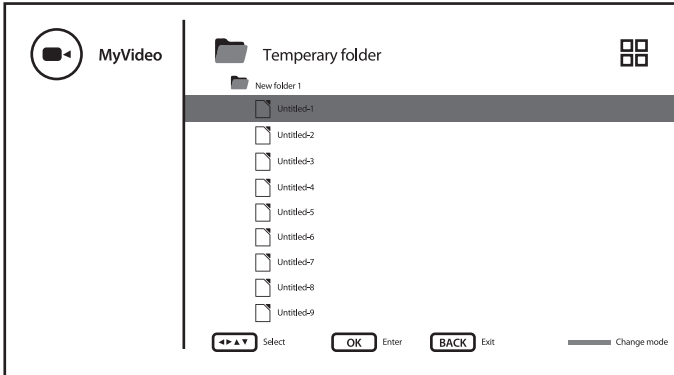 MyVideo
Temperary folder
New folder 1
Untitled-1
Untitled-2
Untitled-3
Untitled-4
Untitled-5
Untitled-6
Untitled-7
Untitled-8
Untitled-9
◀▶▲▼ Select OK Enter BACK Exit Change mode